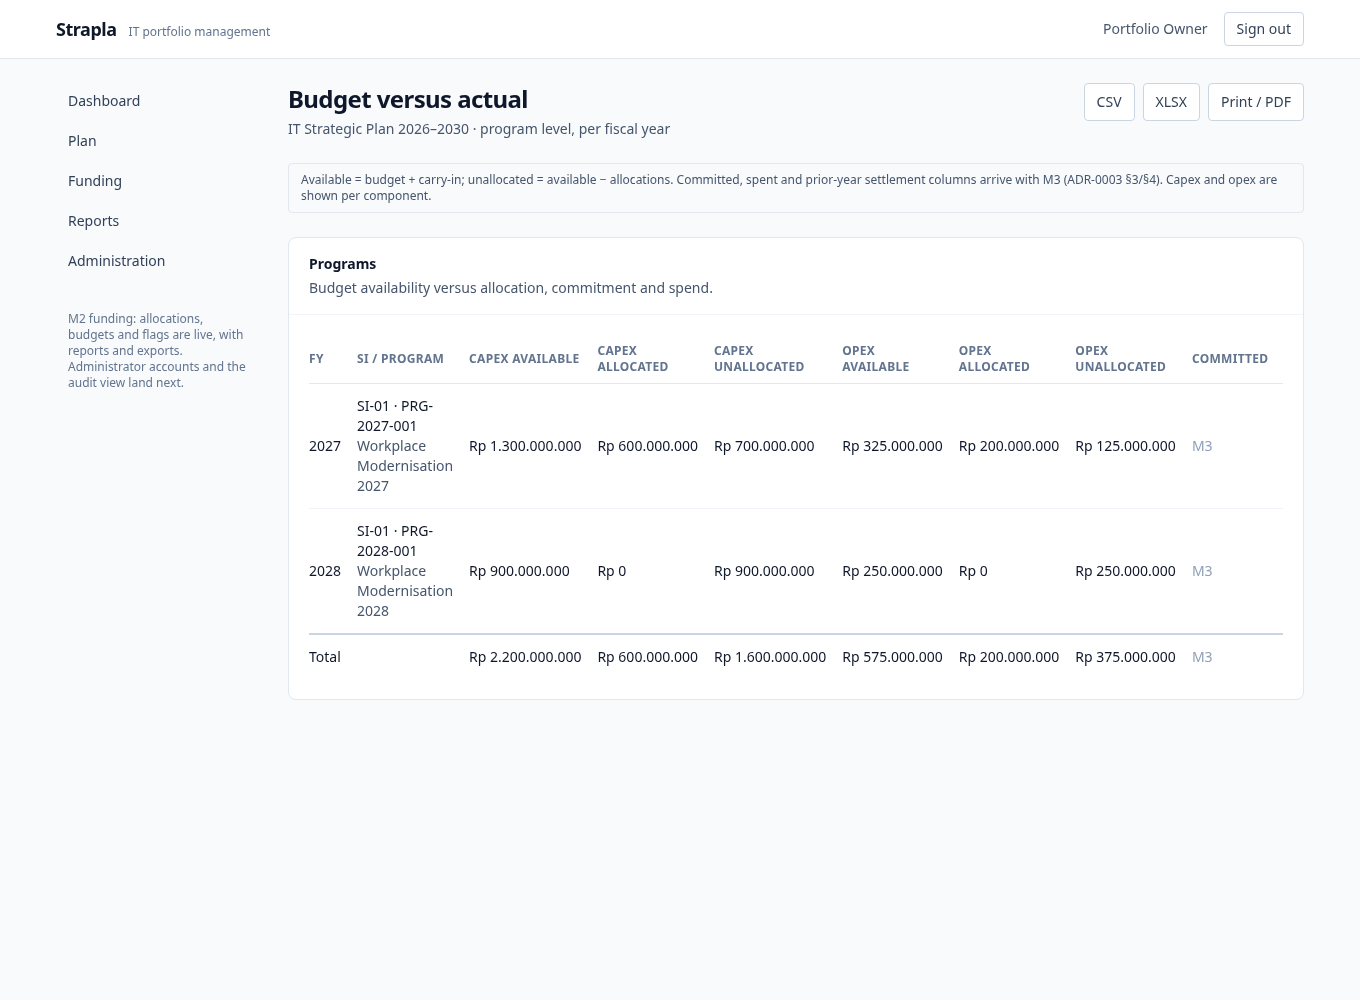 Strapla IT portfolio management
Portfolio Owner Sign out
Dashboard
Plan
Funding
Reports
Administration
M2 funding: allocations,
budgets and flags are live, with
reports and exports.
Administrator accounts and the
audit view land next.
Budget versus actual
IT Strategic Plan 2026–2030 · program level, per fiscal year
CSV XLSX Print / PDF
Available = budget + carry-in; unallocated = available − allocations. Committed, spent and prior-year settlement columns arrive with M3 (ADR-0003 §3/§4). Capex and opex are
shown per component.
Programs
Budget availability versus allocation, commitment and spend.
FY SI / PROGRAM CAPEX AVAILABLE CAPEX ALLOCATED CAPEX UNALLOCATED OPEX AVAILABLE OPEX ALLOCATED OPEX UNALLOCATED COMMITTED
2027 SI-01 · PRG-
2027-001
Workplace
Modernisation
2027
Rp 1.300.000.000 Rp 600.000.000 Rp 700.000.000 Rp 325.000.000 Rp 200.000.000 Rp 125.000.000 M3
2028 SI-01 · PRG-
2028-001
Workplace
Modernisation
2028
Rp 900.000.000 Rp 0 Rp 900.000.000 Rp 250.000.000 Rp 0 Rp 250.000.000 M3
Total Rp 2.200.000.000 Rp 600.000.000 Rp 1.600.000.000 Rp 575.000.000 Rp 200.000.000 Rp 375.000.000 M3